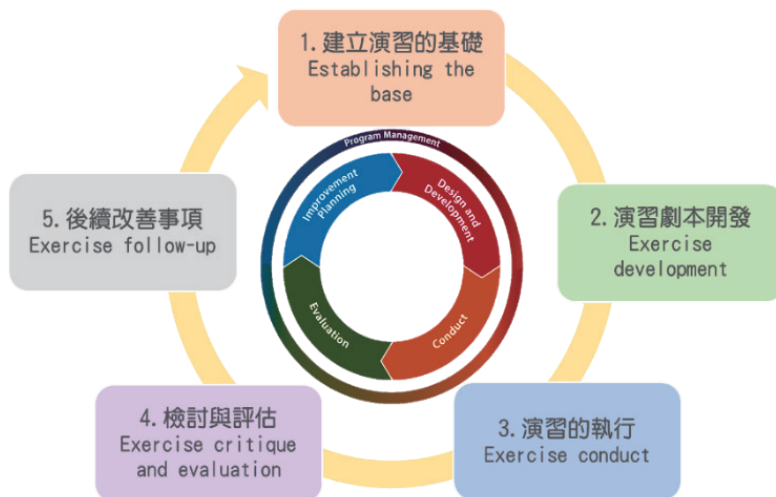 1. 建立演習的基礎
Establishing the
base
2. 演習劇本開發
Exercise
development
3. 演習的執行
Exercise conduct
4. 檢討與評估
Exercise critique
and evaluation
5. 後續改善事項
Exercise follow-up
Program Management
Design and
Development
Conduct
Evaluation
Improvement
Planning